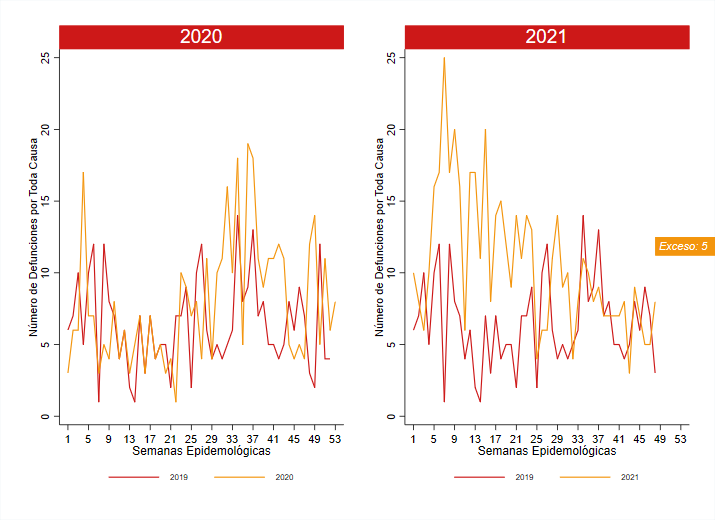 2020
2021
Número de Defunciones por Toda Causa
25
20
15
10
5
0
1 5 9 13 17 21 25 29 33 37 41 45 49 53
Semanas Epidemológicas
2019 2020
Número de Defunciones por Toda Causa
25
20
15
10
5
0
Exceso: 5
1 5 9 13 17 21 25 29 33 37 41 45 49 53
Semanas Epidemológicas
2019 2021